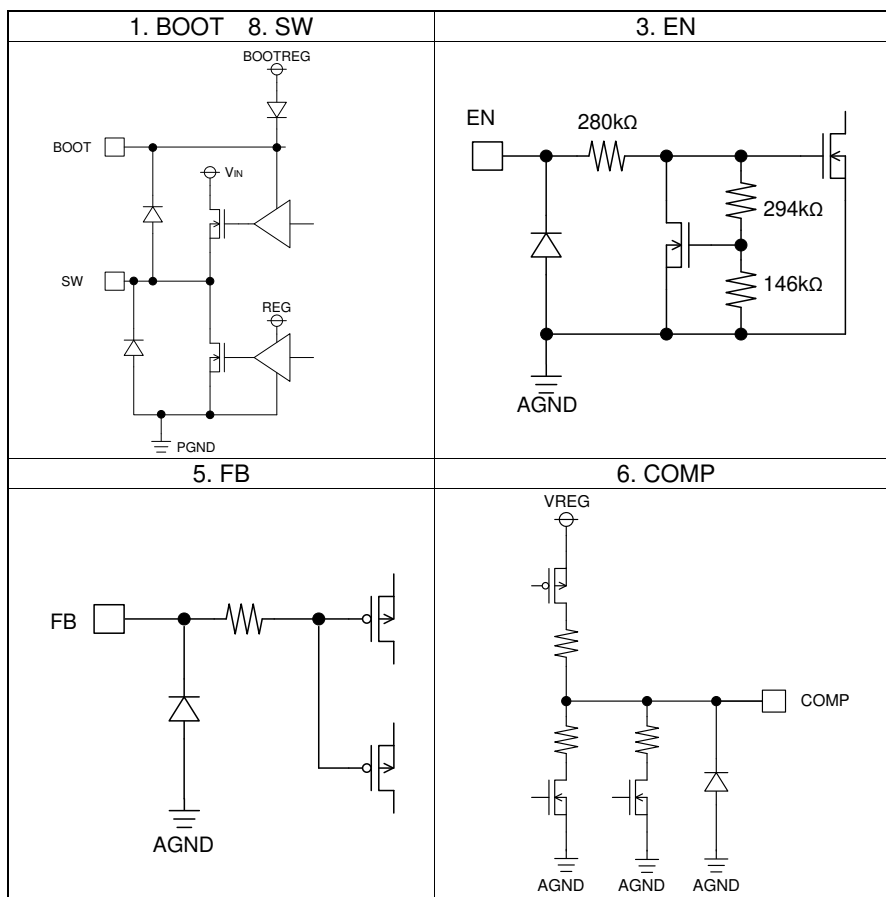 1. BOOT 8. SW
BOOTREG
BOOT
VIN
SW
REG
PGND
3. EN
EN
280kΩ
294kΩ
146kΩ
AGND
5. FB
FB
AGND
6. COMP
VREG
COMP
AGND AGND AGND